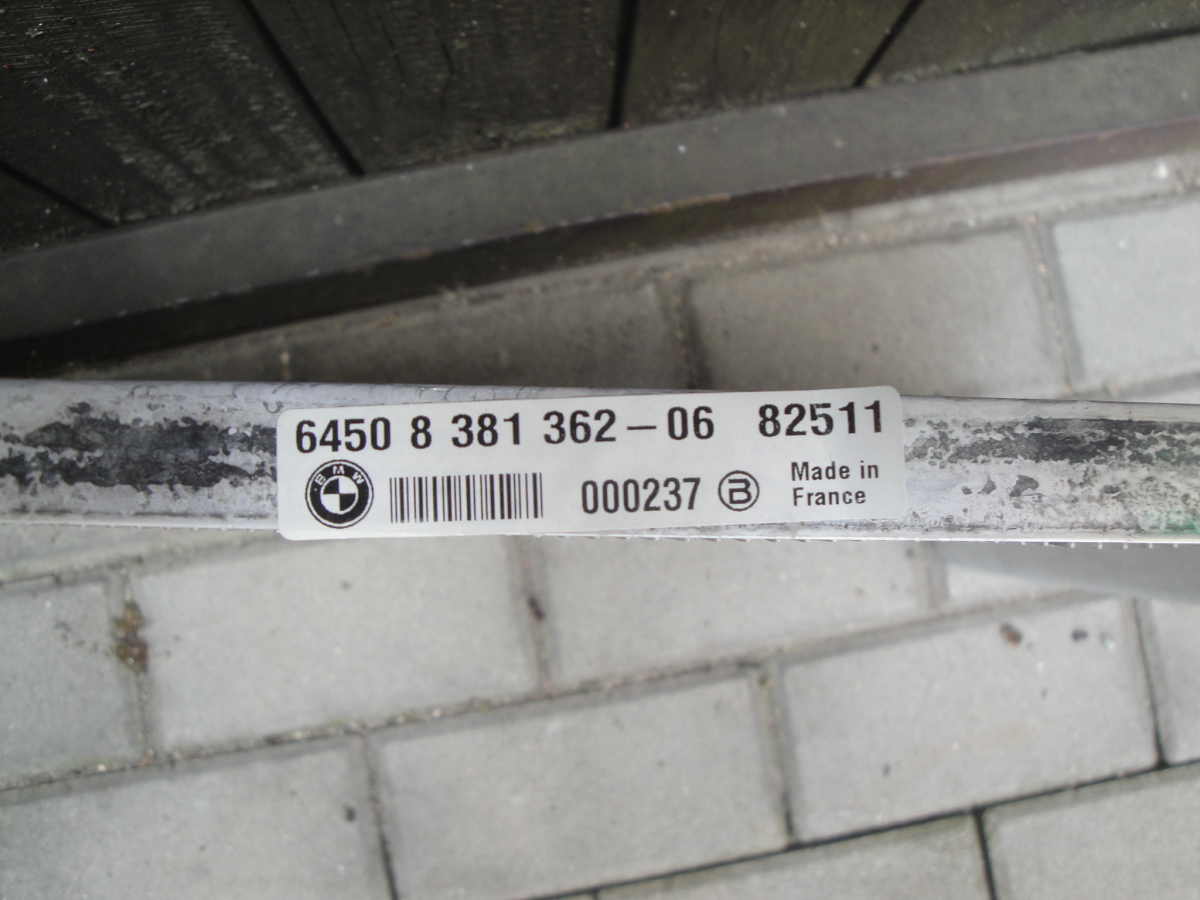 6450 8 381 362 – 06 82511
BMW
000237 B
Made in
France